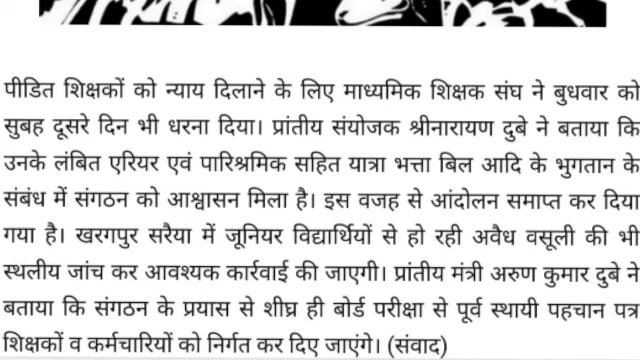 पीडित शिक्षकों को न्याय दिलाने के लिए माध्यमिक शिक्षक संघ ने बुधवार को
सुबह दूसरे दिन भी धरना दिया। प्रांतीय संयोजक श्रीनारायण दुबे ने बताया कि
उनके लंबित एरियर एवं पारिश्रमिक सहित यात्रा भत्ता बिल आदि के भुगतान के
संबंध में संगठन को आश्वासन मिला है। इस वजह से आंदोलन समाप्त कर दिया
गया है। खरगपुर सरैया में जूनियर विद्यार्थियों से हो रही अवैध वसूली की भी
स्थलीय जांच कर आवश्यक कार्रवाई की जाएगी। प्रांतीय मंत्री अरुण कुमार दुबे ने
बताया कि संगठन के प्रयास से शीघ्र ही बोर्ड परीक्षा से पूर्व स्थायी पहचान पत्र
शिक्षकों व कर्मचारियों को निर्गत कर दिए जाएंगे। (संवाद)